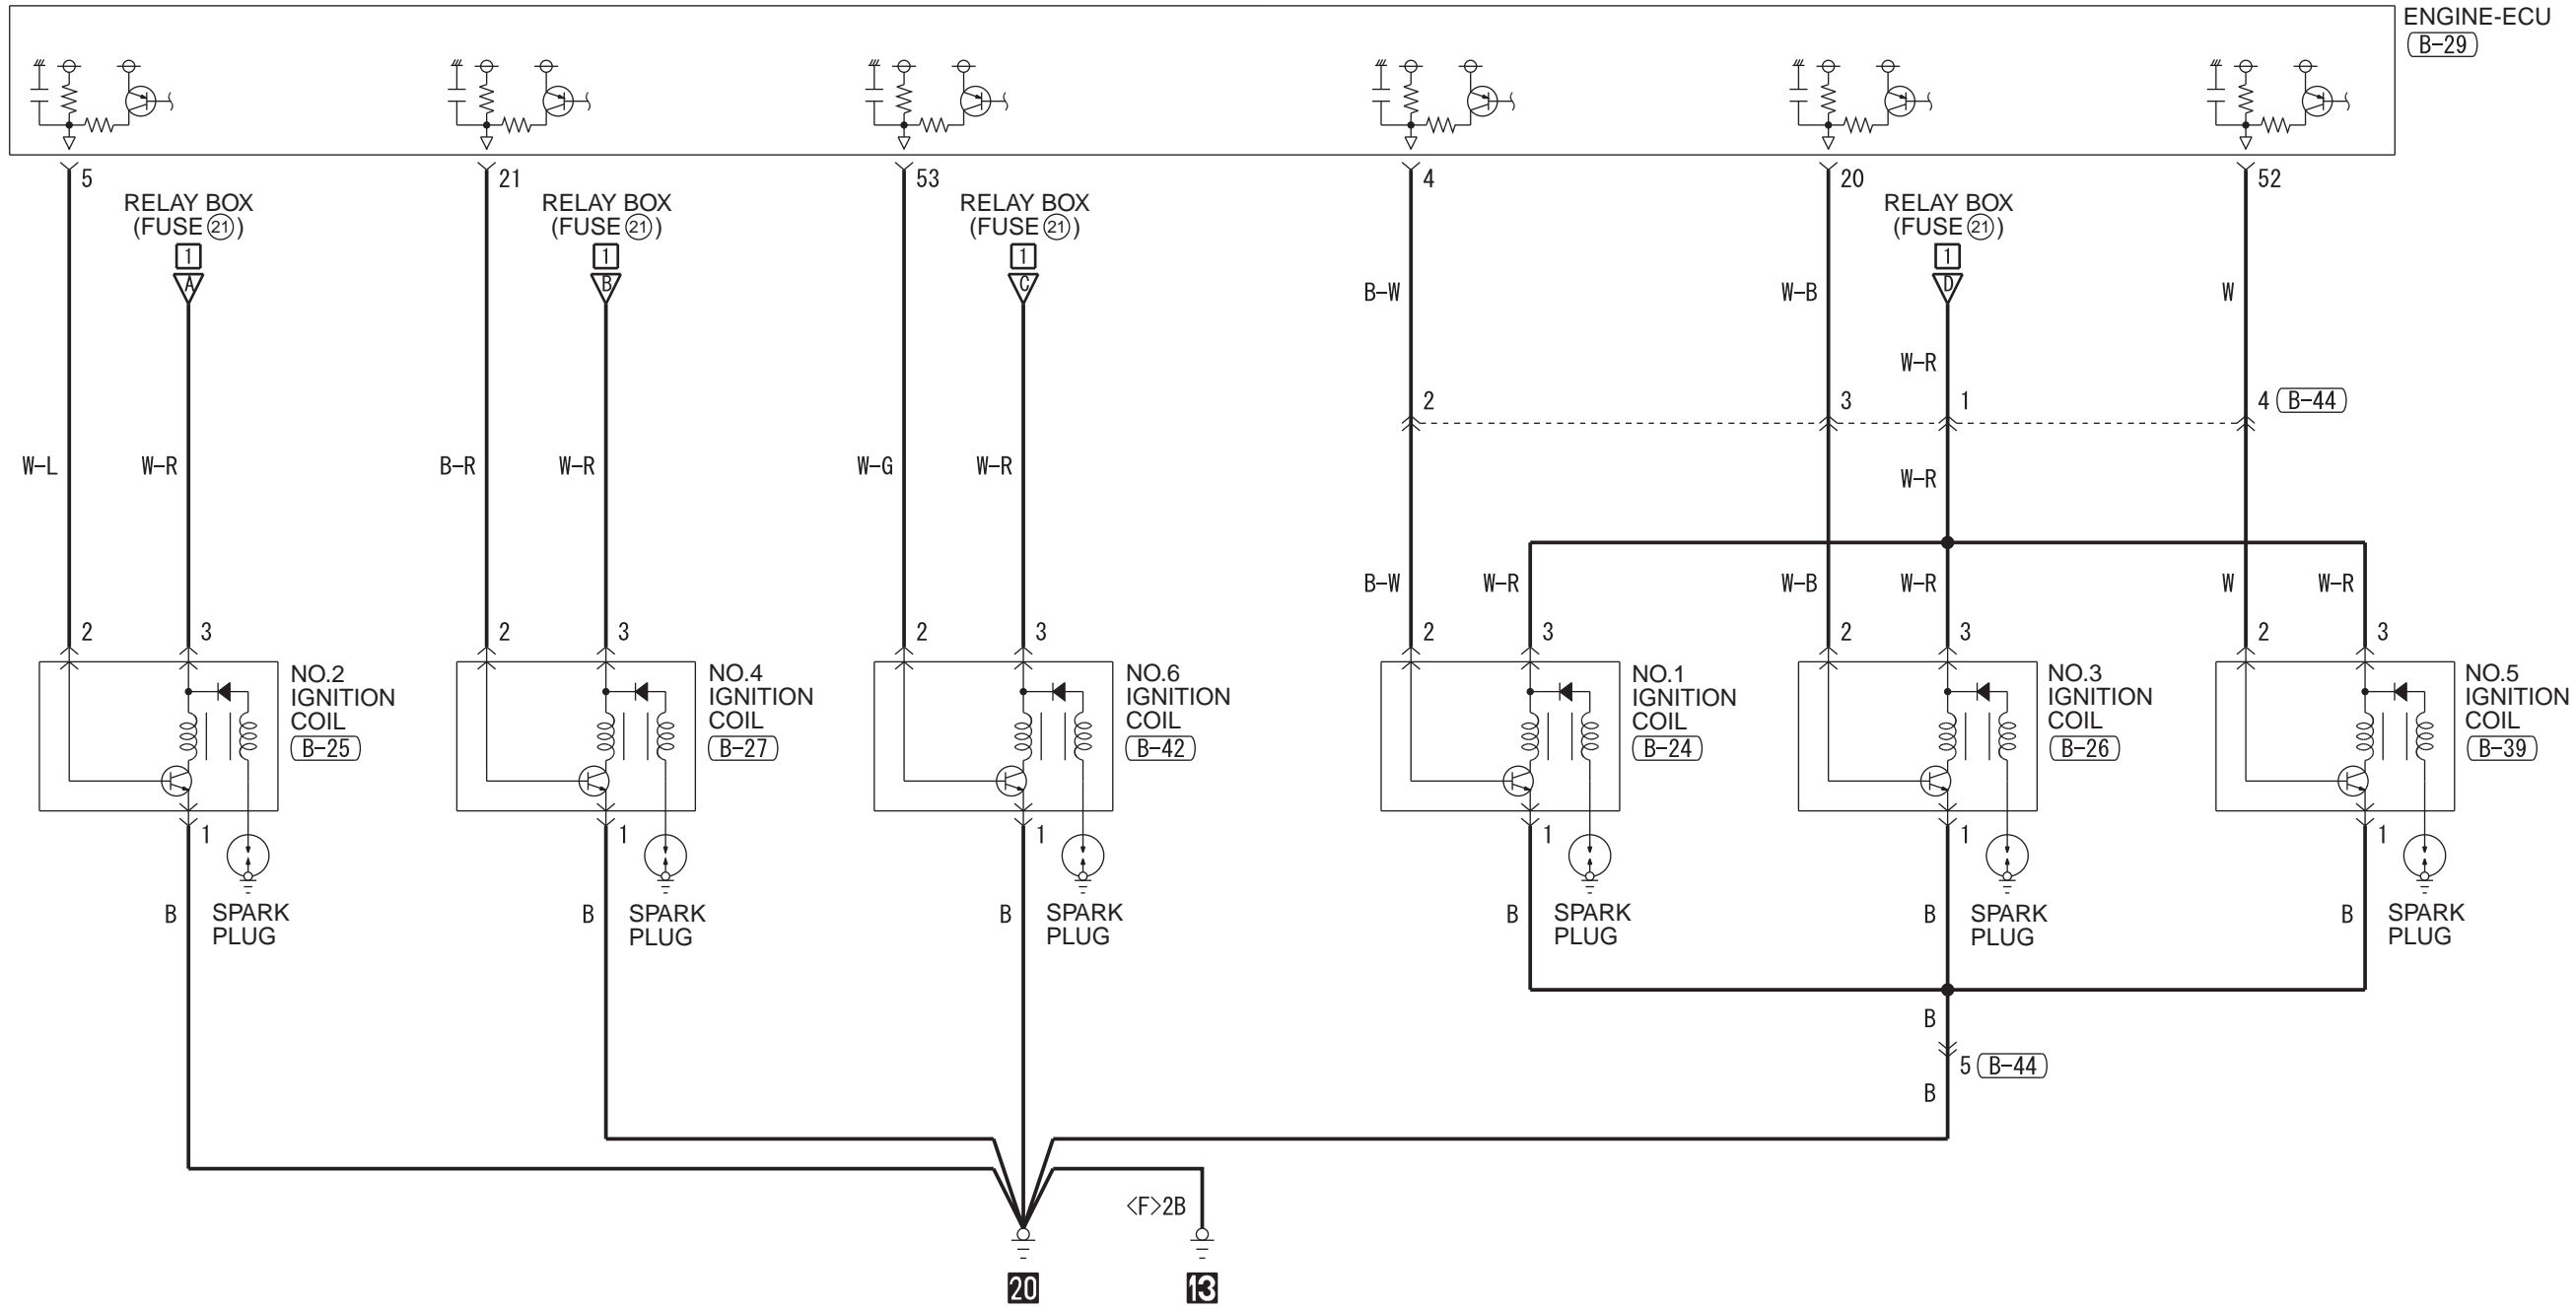 ENGINE-ECU
B-29
5
21
53
4
20
52
RELAY BOX
(FUSE 21)
1
A
RELAY BOX
(FUSE 21)
1
B
RELAY BOX
(FUSE 21)
1
C
RELAY BOX
(FUSE 21)
1
D
B-W
W-B
W
W-R
2
3
1
4 B-44
W-L
W-R
B-R
W-R
W-G
W-R
W-R
B-W
W-R
W-B
W-R
W
W-R
2
3
2
3
2
3
2
3
2
3
2
3
NO.2
IGNITION
COIL
B-25
NO.4
IGNITION
COIL
B-27
NO.6
IGNITION
COIL
B-42
NO.1
IGNITION
COIL
B-24
NO.3
IGNITION
COIL
B-26
NO.5
IGNITION
COIL
B-39
1
1
1
1
1
1
B
SPARK
PLUG
B
SPARK
PLUG
B
SPARK
PLUG
B
SPARK
PLUG
B
SPARK
PLUG
B
SPARK
PLUG
B
5 B-44
B
<F>2B
20
13